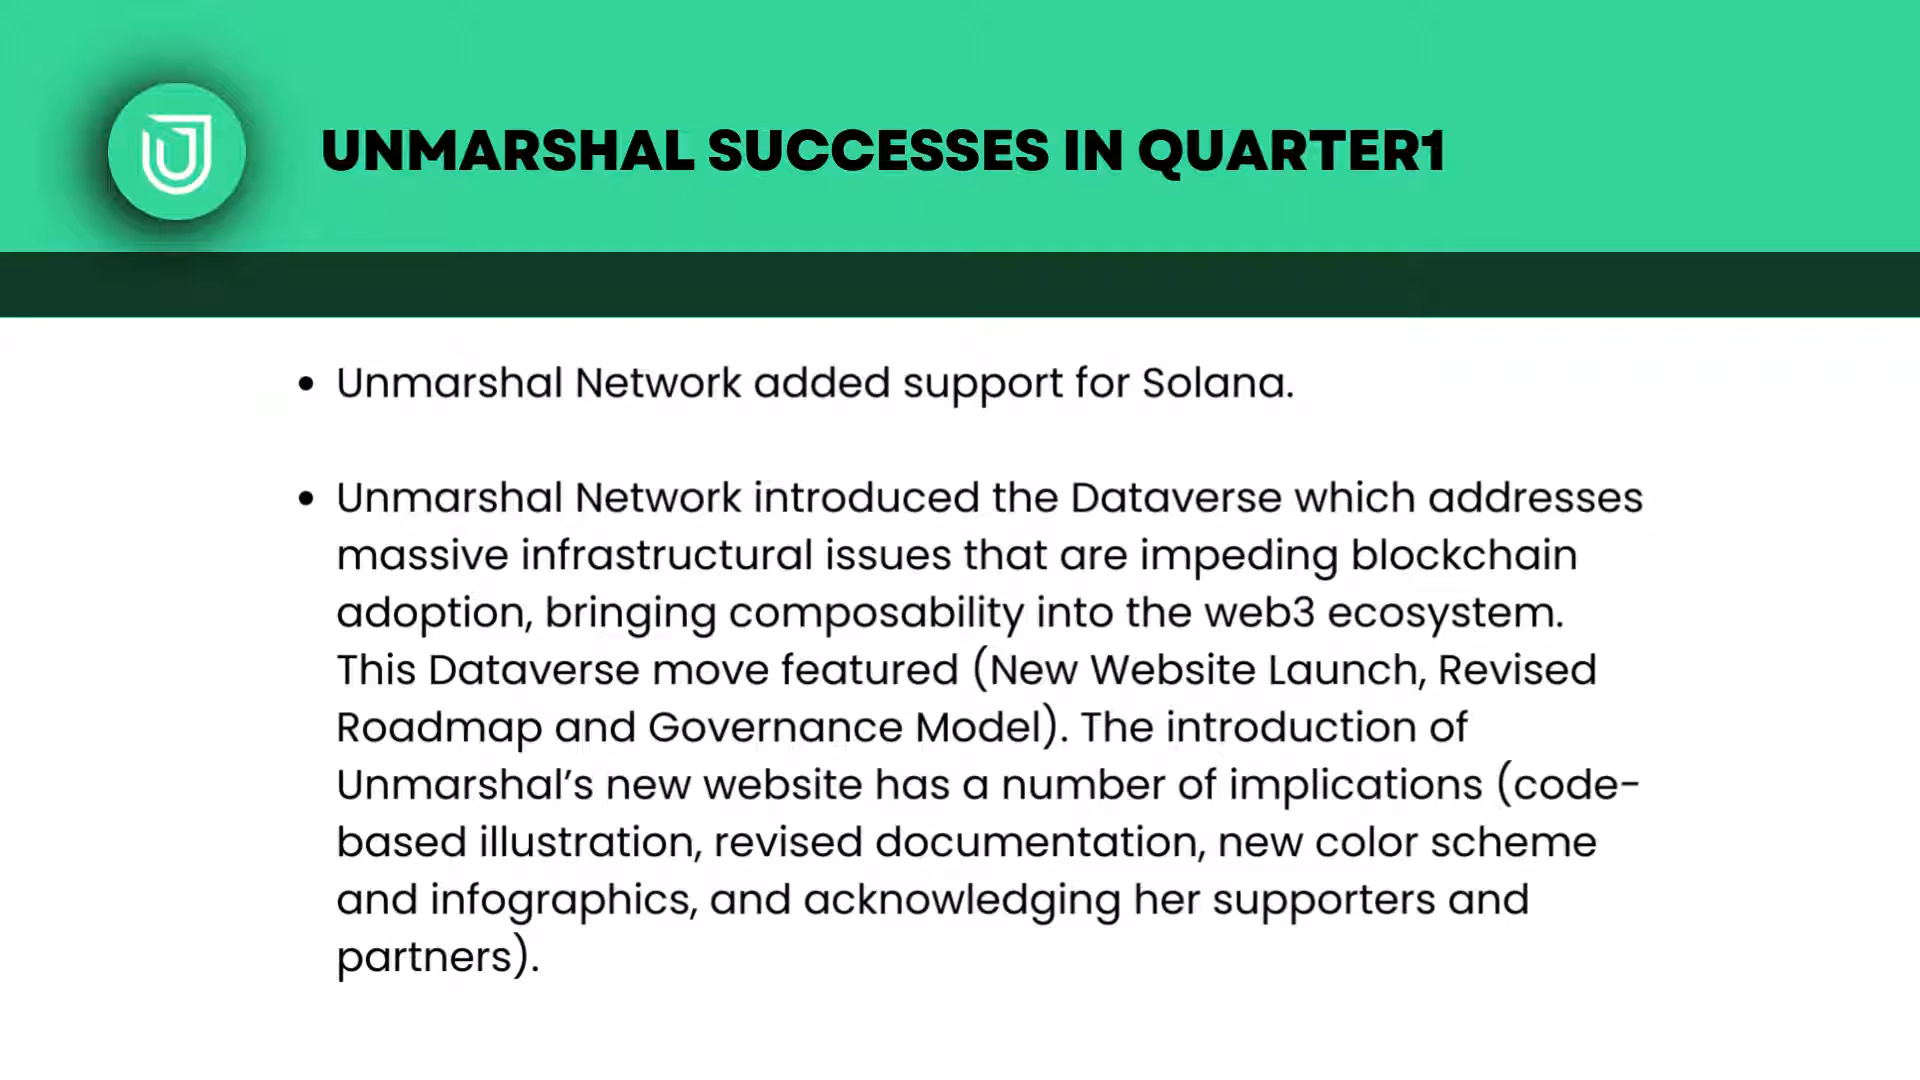 UNMARSHAL SUCCESSES IN QUARTER1
• Unmarshal Network added support for Solana.
• Unmarshal Network introduced the Dataverse which addresses
massive infrastructural issues that are impeding blockchain
adoption, bringing composability into the web3 ecosystem.
This Dataverse move featured (New Website Launch, Revised
Roadmap and Governance Model). The introduction of
Unmarshal’s new website has a number of implications (code-
based illustration, revised documentation, new color scheme
and infographics, and acknowledging her supporters and
partners).